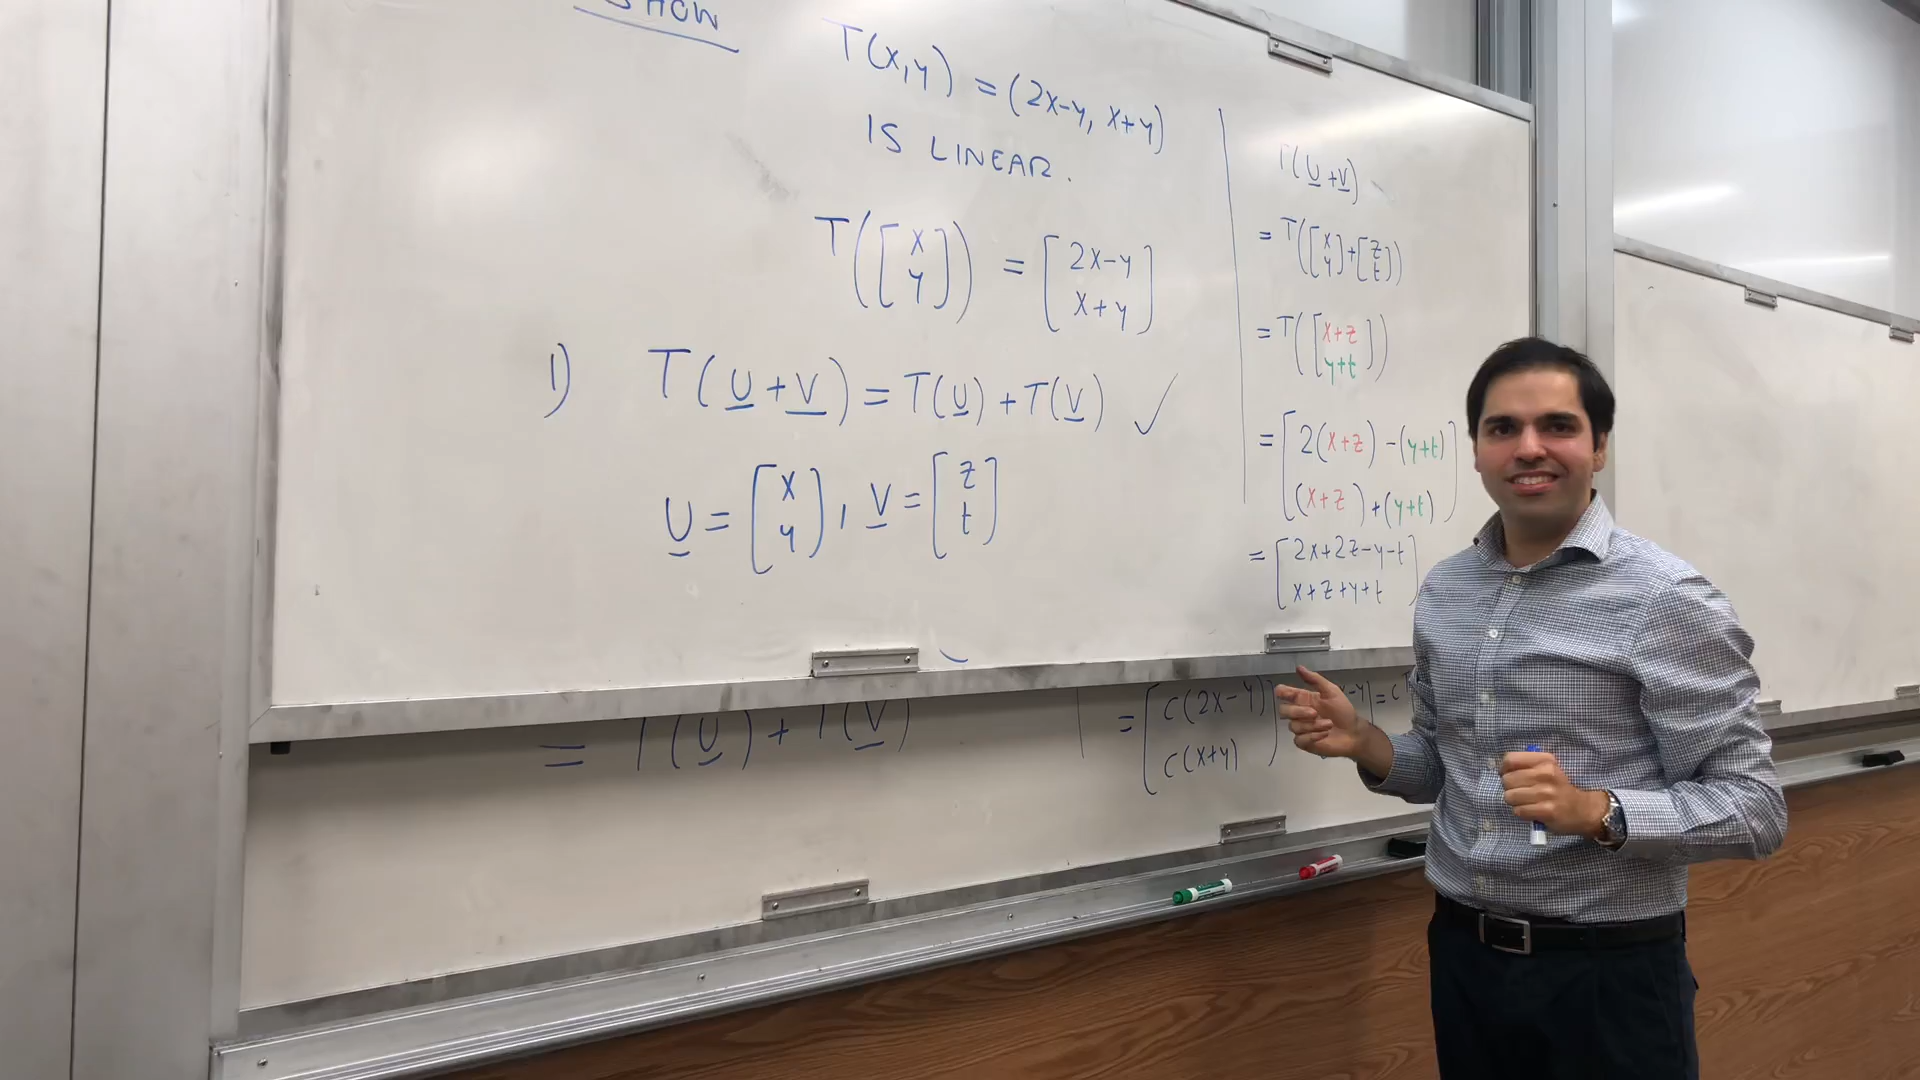 SHOW
T(x,y) = (2x-y, x+y)
IS LINEAR.
T([x y]) = [2x-y x+y]
1) T(u+v) = T(u) + T(v) ✓
u = [x y], v = [z t]
T(u+v)
= T([x y]+[z t])
= T([x+z y+t])
= [2(x+z) -(y+t)
(x+z) +(y+t)]
= [2x+2z-y-t
x+z+y+t]
= T(u) + T(v)
= [c(2x-y)
c(x+y)]